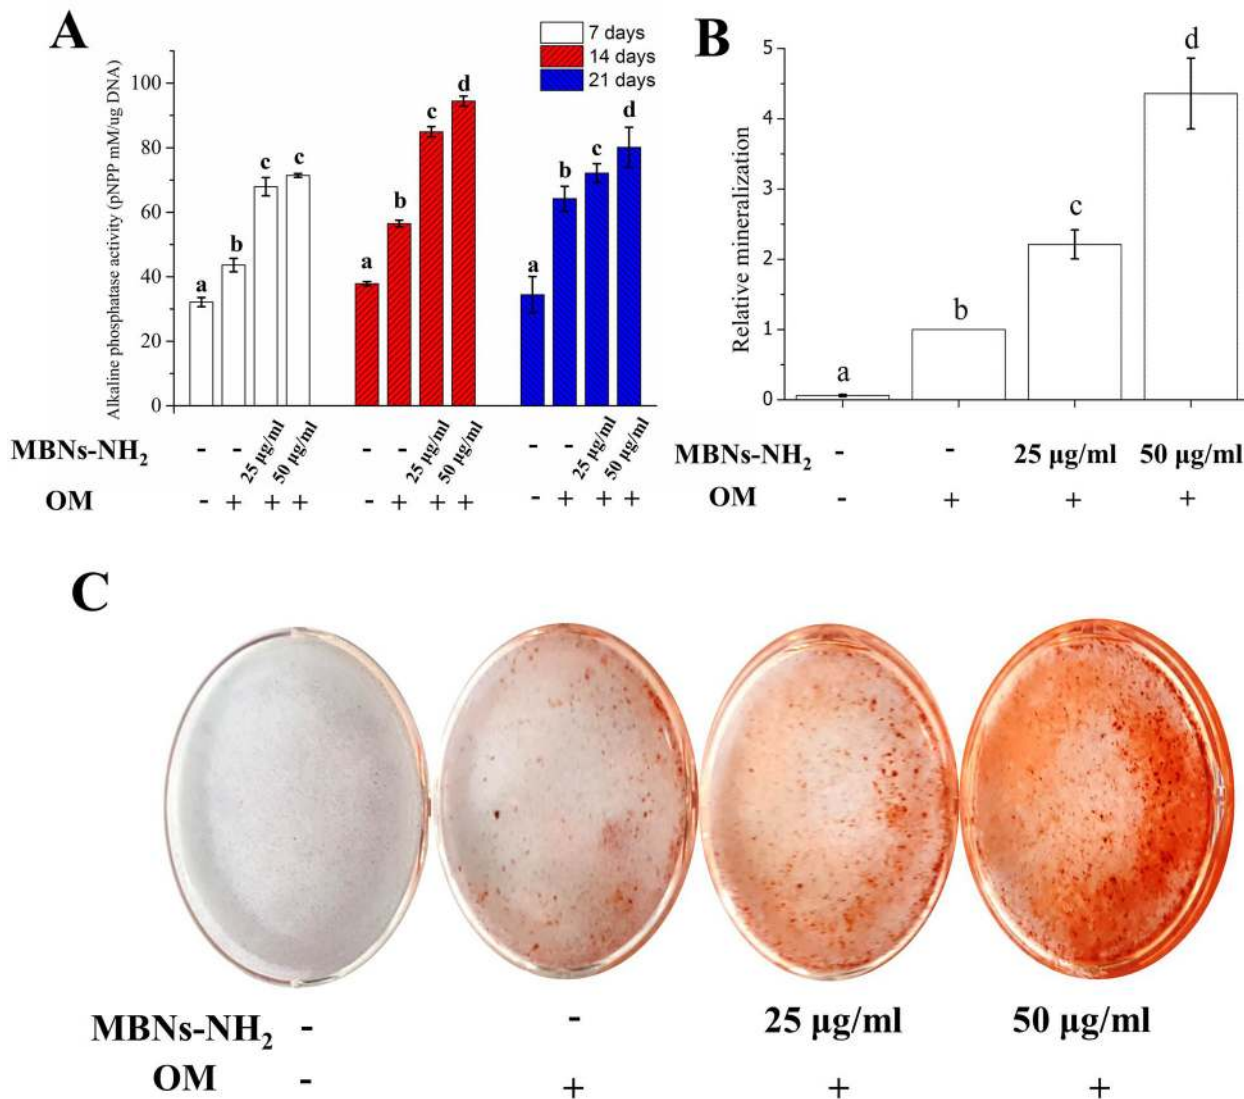 A
7 days
14 days
21 days
Alkaline phosphatase activity (pNPP mM/ug DNA)
100
80
60
40
20
0
a
b
c
c
a
b
c
d
a
b
c
d
MBNs-NH₂ - - 25 μg/ml 50 μg/ml - - 25 μg/ml 50 μg/ml - - 25 μg/ml 50 μg/ml
OM - + + + - + + + - + + +
B
Relative mineralization
5
4
3
2
1
0
a
b
c
d
MBNs-NH₂ - - 25 μg/ml 50 μg/ml
OM - + + +
C
MBNs-NH₂ - - 25 μg/ml 50 μg/ml
OM - + + +